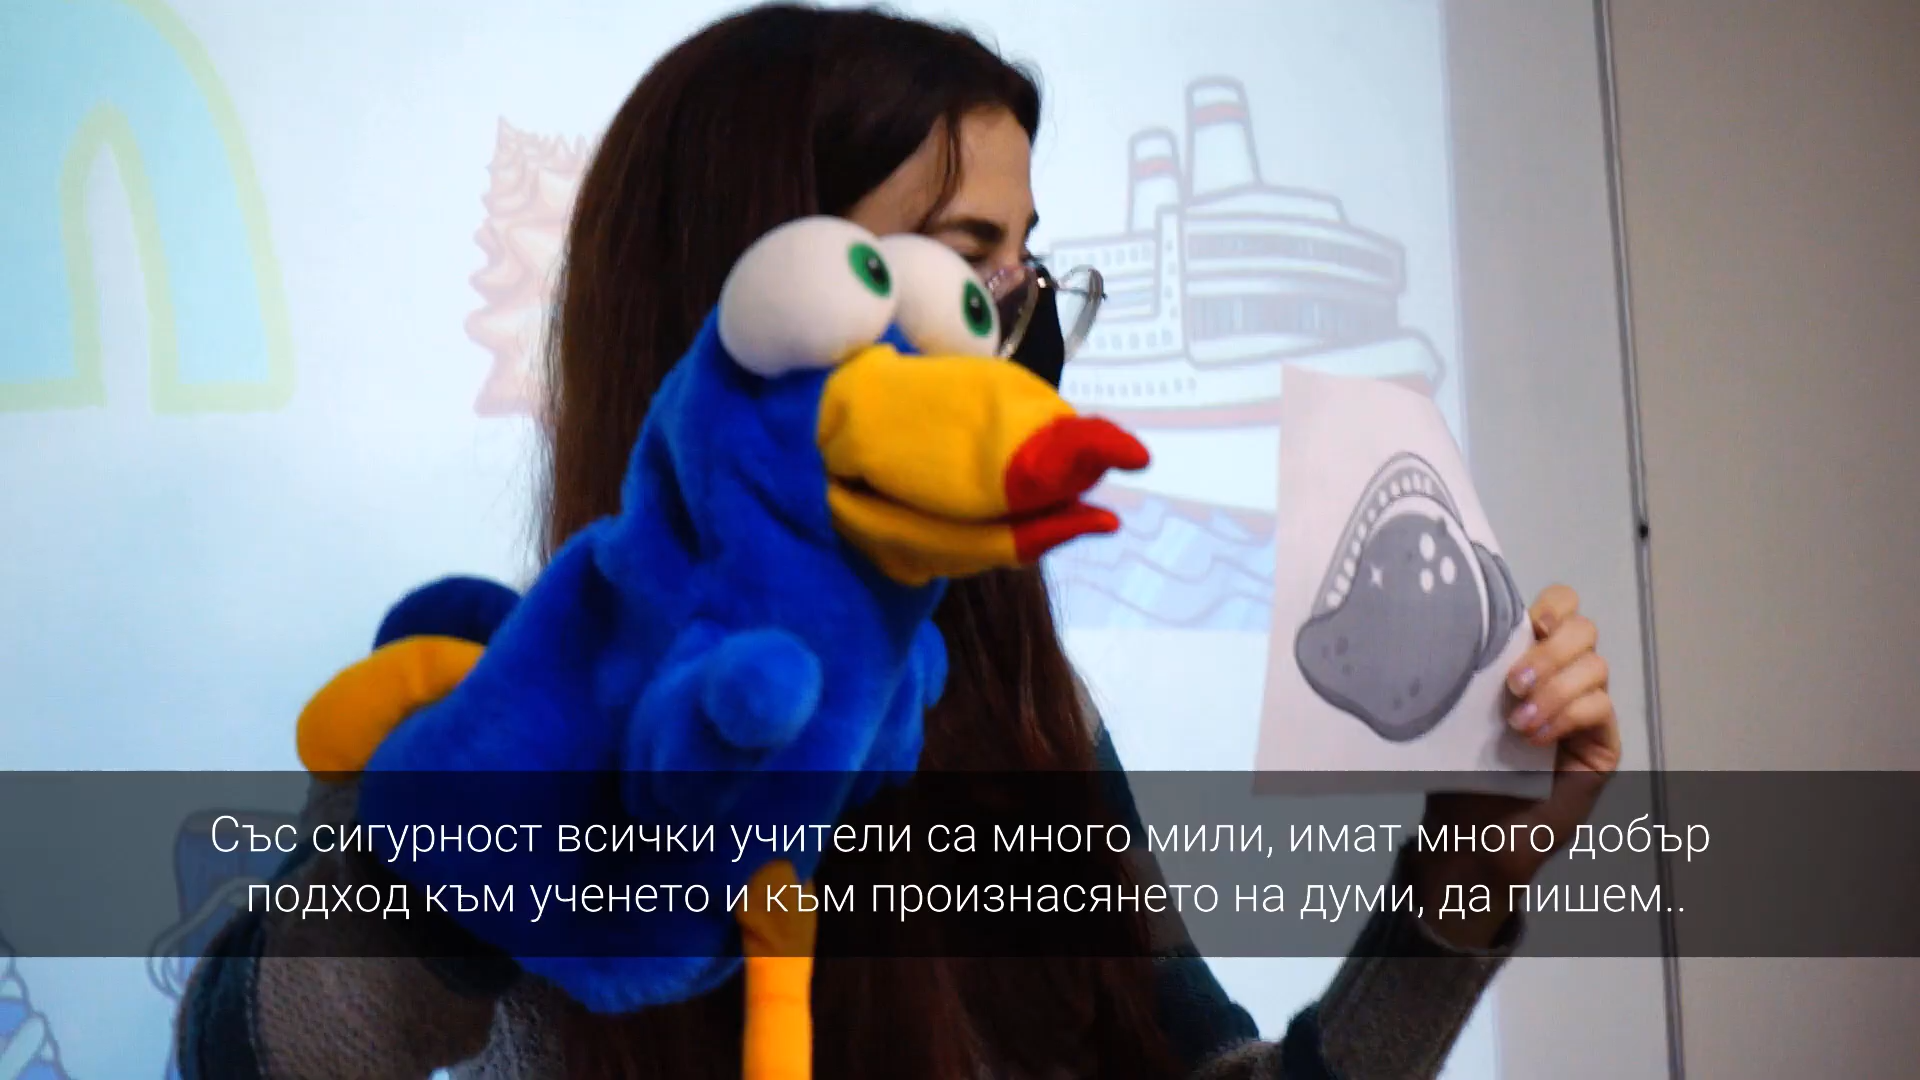 Със сигурност всички учители са много мили, имат много добър
подход към ученето и към произнасянето на думи, да пишем..